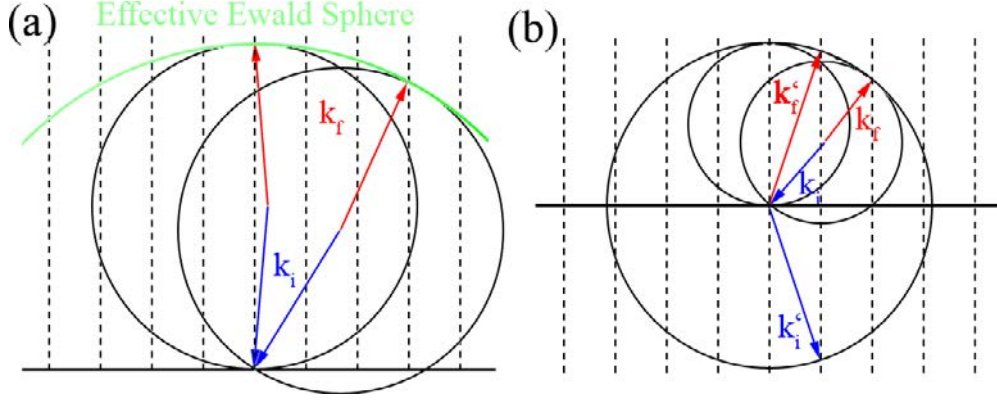 (a)
Effective Ewald Sphere
k_f
k_i
(b)
k_f‘
k_f
k_i
k_i‘